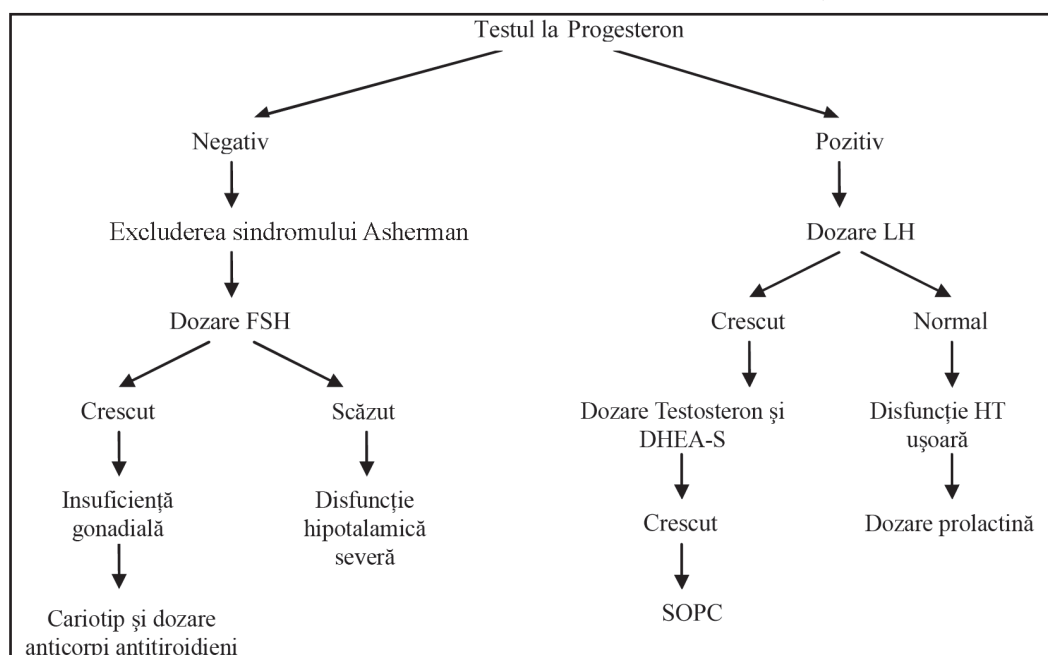 Testul la Progesteron
Negativ
Pozitiv
Excluderea sindromului Asherman
Dozare LH
Dozare FSH
Crescut
Normal
Crescut
Scăzut
Dozare Testosteron şi
DHEA-S
Disfuncţie HT
uşoară
Insuficienţă
gonadială
Disfuncţie
hipotalamică
severă
Crescut
Dozare prolactină
Cariotip şi dozare
anticorpi antitiroidieni
SOPC